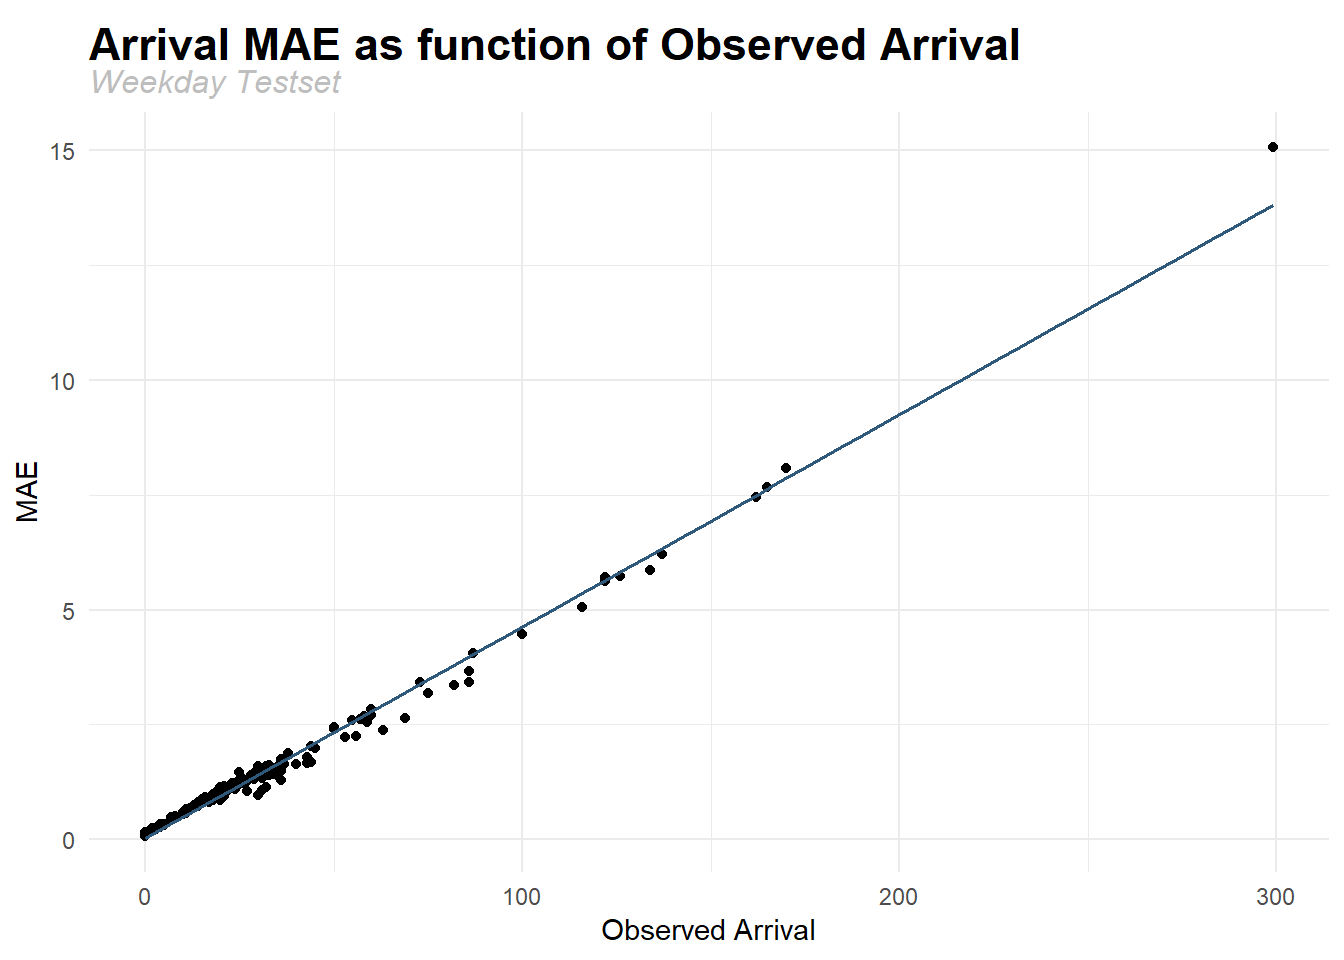 Arrival MAE as function of Observed Arrival
Weekday Testset
15
10
5
0
MAE
0 100 200 300
Observed Arrival